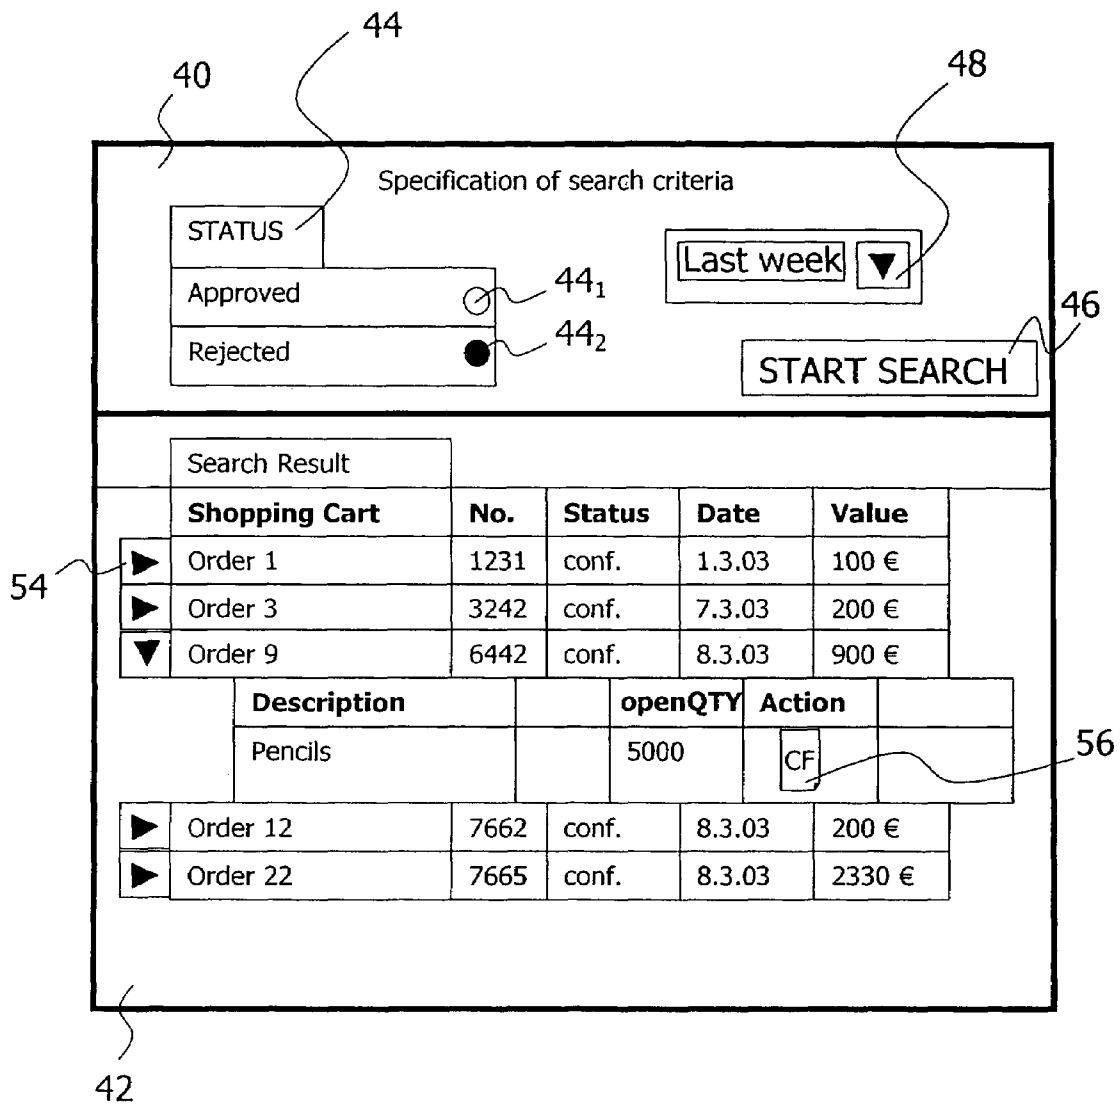 44
40
48
Specification of search criteria
STATUS
Last week
Approved
44₁
46
Rejected
44₂
START SEARCH
Search Result
Shopping Cart No. Status Date Value
54
Order 1 1231 conf. 1.3.03 100 €
Order 3 3242 conf. 7.3.03 200 €
Order 9 6442 conf. 8.3.03 900 €
Description openQTY Action
Pencils 5000 CF
56
Order 12 7662 conf. 8.3.03 200 €
Order 22 7665 conf. 8.3.03 2330 €
42